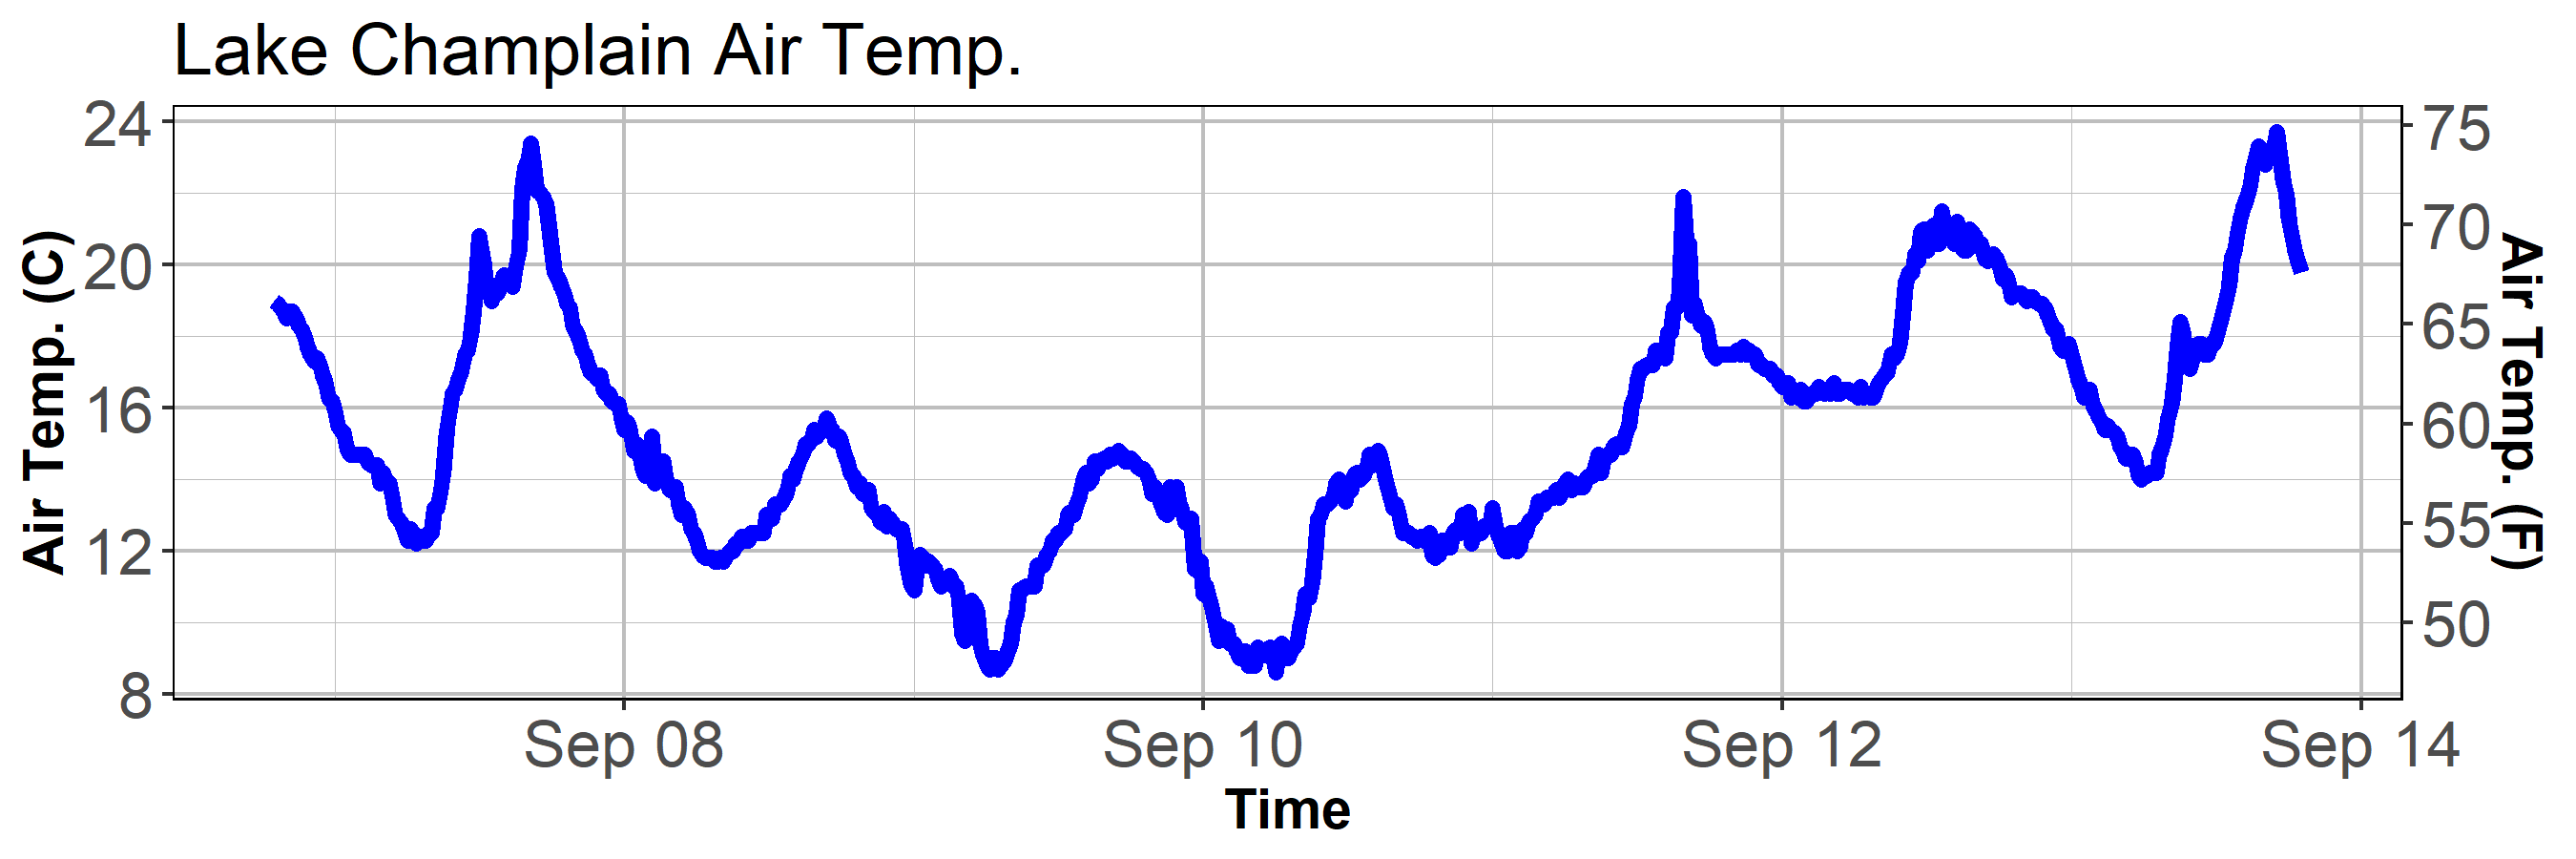 Lake Champlain Air Temp.
24
20
16
12
8
Air Temp. (C)
75
70
65
60
55
50
Air Temp. (F)
Sep 08
Sep 10
Sep 12
Sep 14
Time